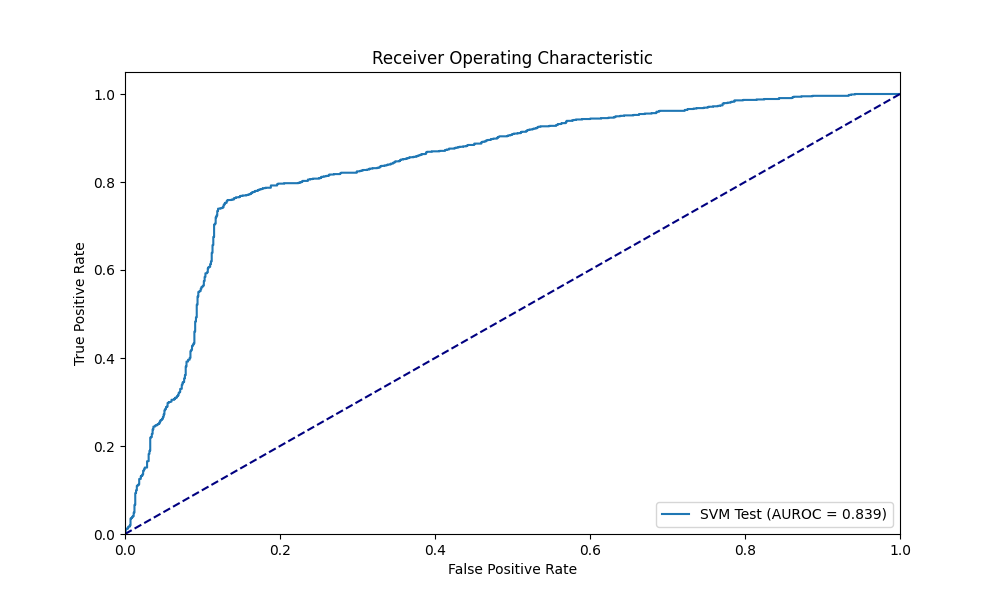 Receiver Operating Characteristic
True Positive Rate
1.0
0.8
0.6
0.4
0.2
0.0
SVM Test (AUROC = 0.839)
0.0 0.2 0.4 0.6 0.8 1.0
False Positive Rate